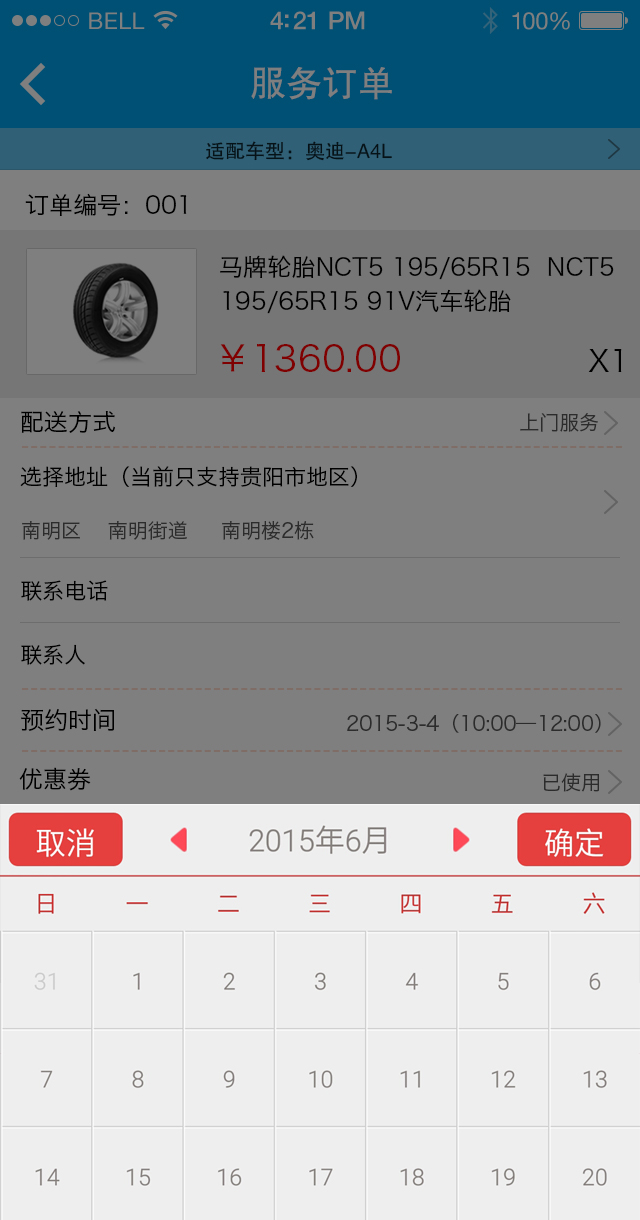 BELL 4:21 PM 100%
服务订单
适配车型：奥迪-A4L
订单编号：001
马牌轮胎NCT5 195/65R15 NCT5
195/65R15 91V汽车轮胎
￥1360.00 X1
配送方式 上门服务
选择地址（当前只支持贵阳市地区）
南明区 南明街道 南明楼2栋
联系电话
联系人
预约时间 2015-3-4（10:00—12:00）
优惠券 已使用
取消 2015年6月 确定
日 一 二 三 四 五 六
31 1 2 3 4 5 6
7 8 9 10 11 12 13
14 15 16 17 18 19 20